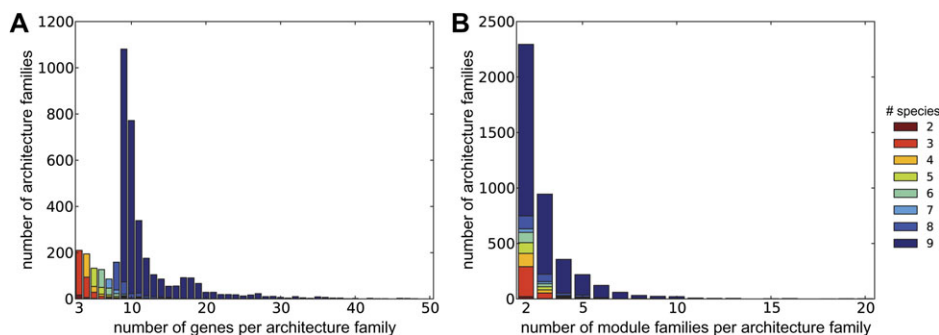 A
1200
1000
800
600
400
200
0
3 10 20 30 40 50
number of genes per architecture family
number of architecture families
B
2500
2000
1500
1000
500
0
2 5 10 15 20
number of module families per architecture family
number of architecture families
# species
2
3
4
5
6
7
8
9